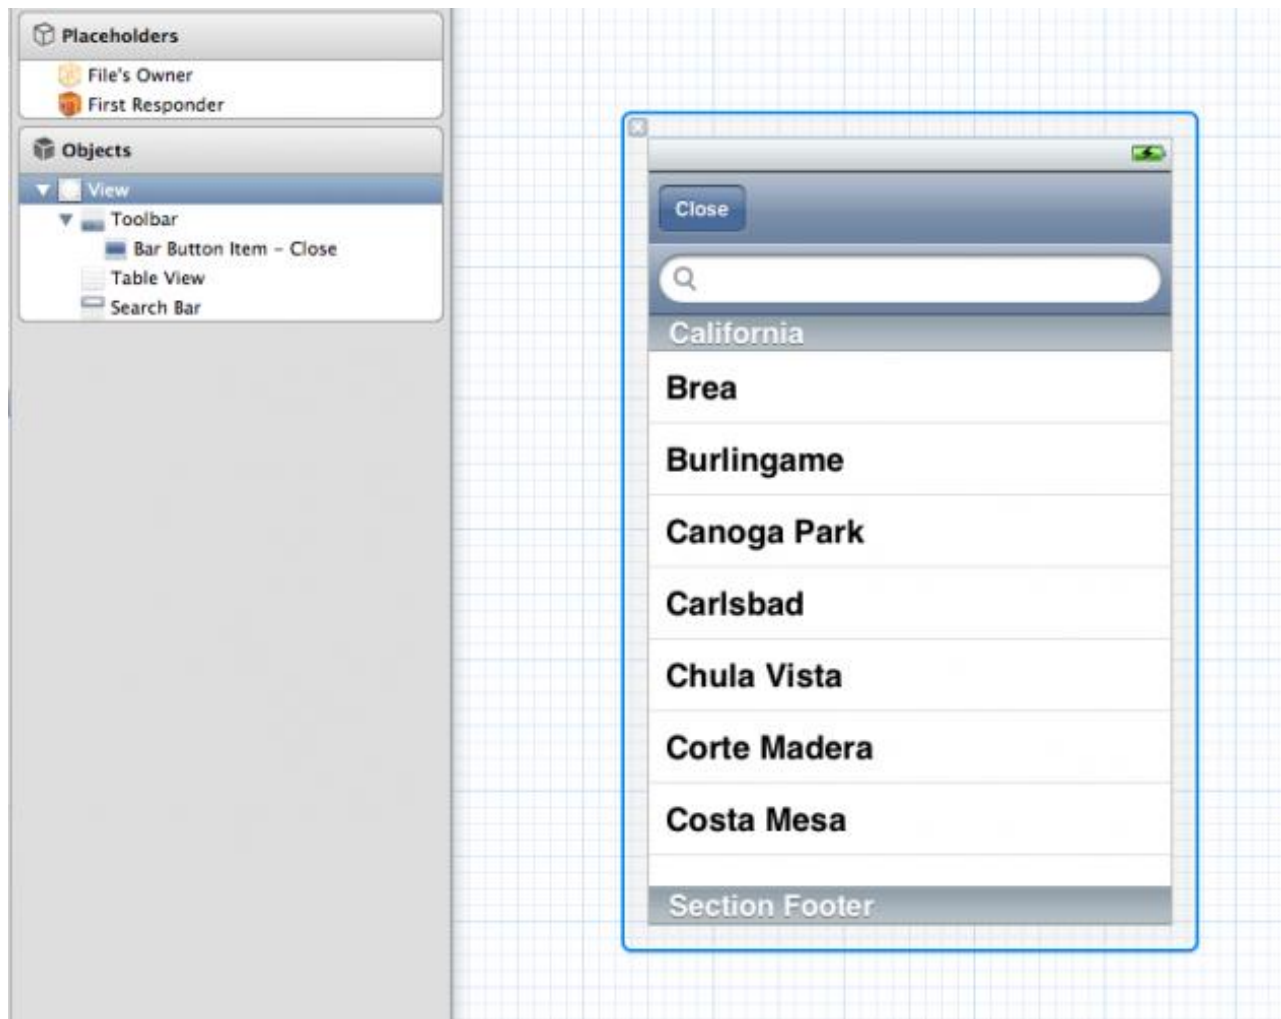 Placeholders
File's Owner
First Responder
Objects
View
Toolbar
Bar Button Item – Close
Table View
Search Bar
Close
California
Brea
Burlingame
Canoga Park
Carlsbad
Chula Vista
Corte Madera
Costa Mesa
Section Footer